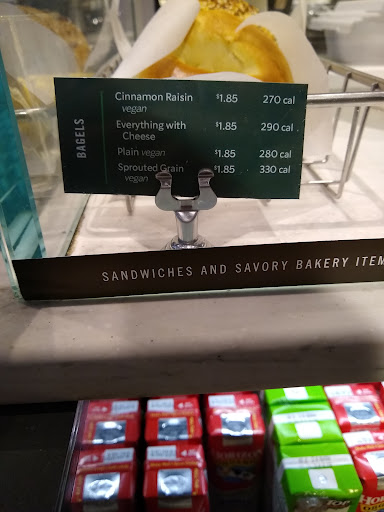 BAGELS
Cinnamon Raisin $1.85 270 cal
vegan
Everything with $1.85 290 cal
Cheese
Plain vegan $1.85 280 cal
Sprouted Grain $1.85 330 cal
vegan
SANDWICHES AND SAVORY BAKERY ITEM